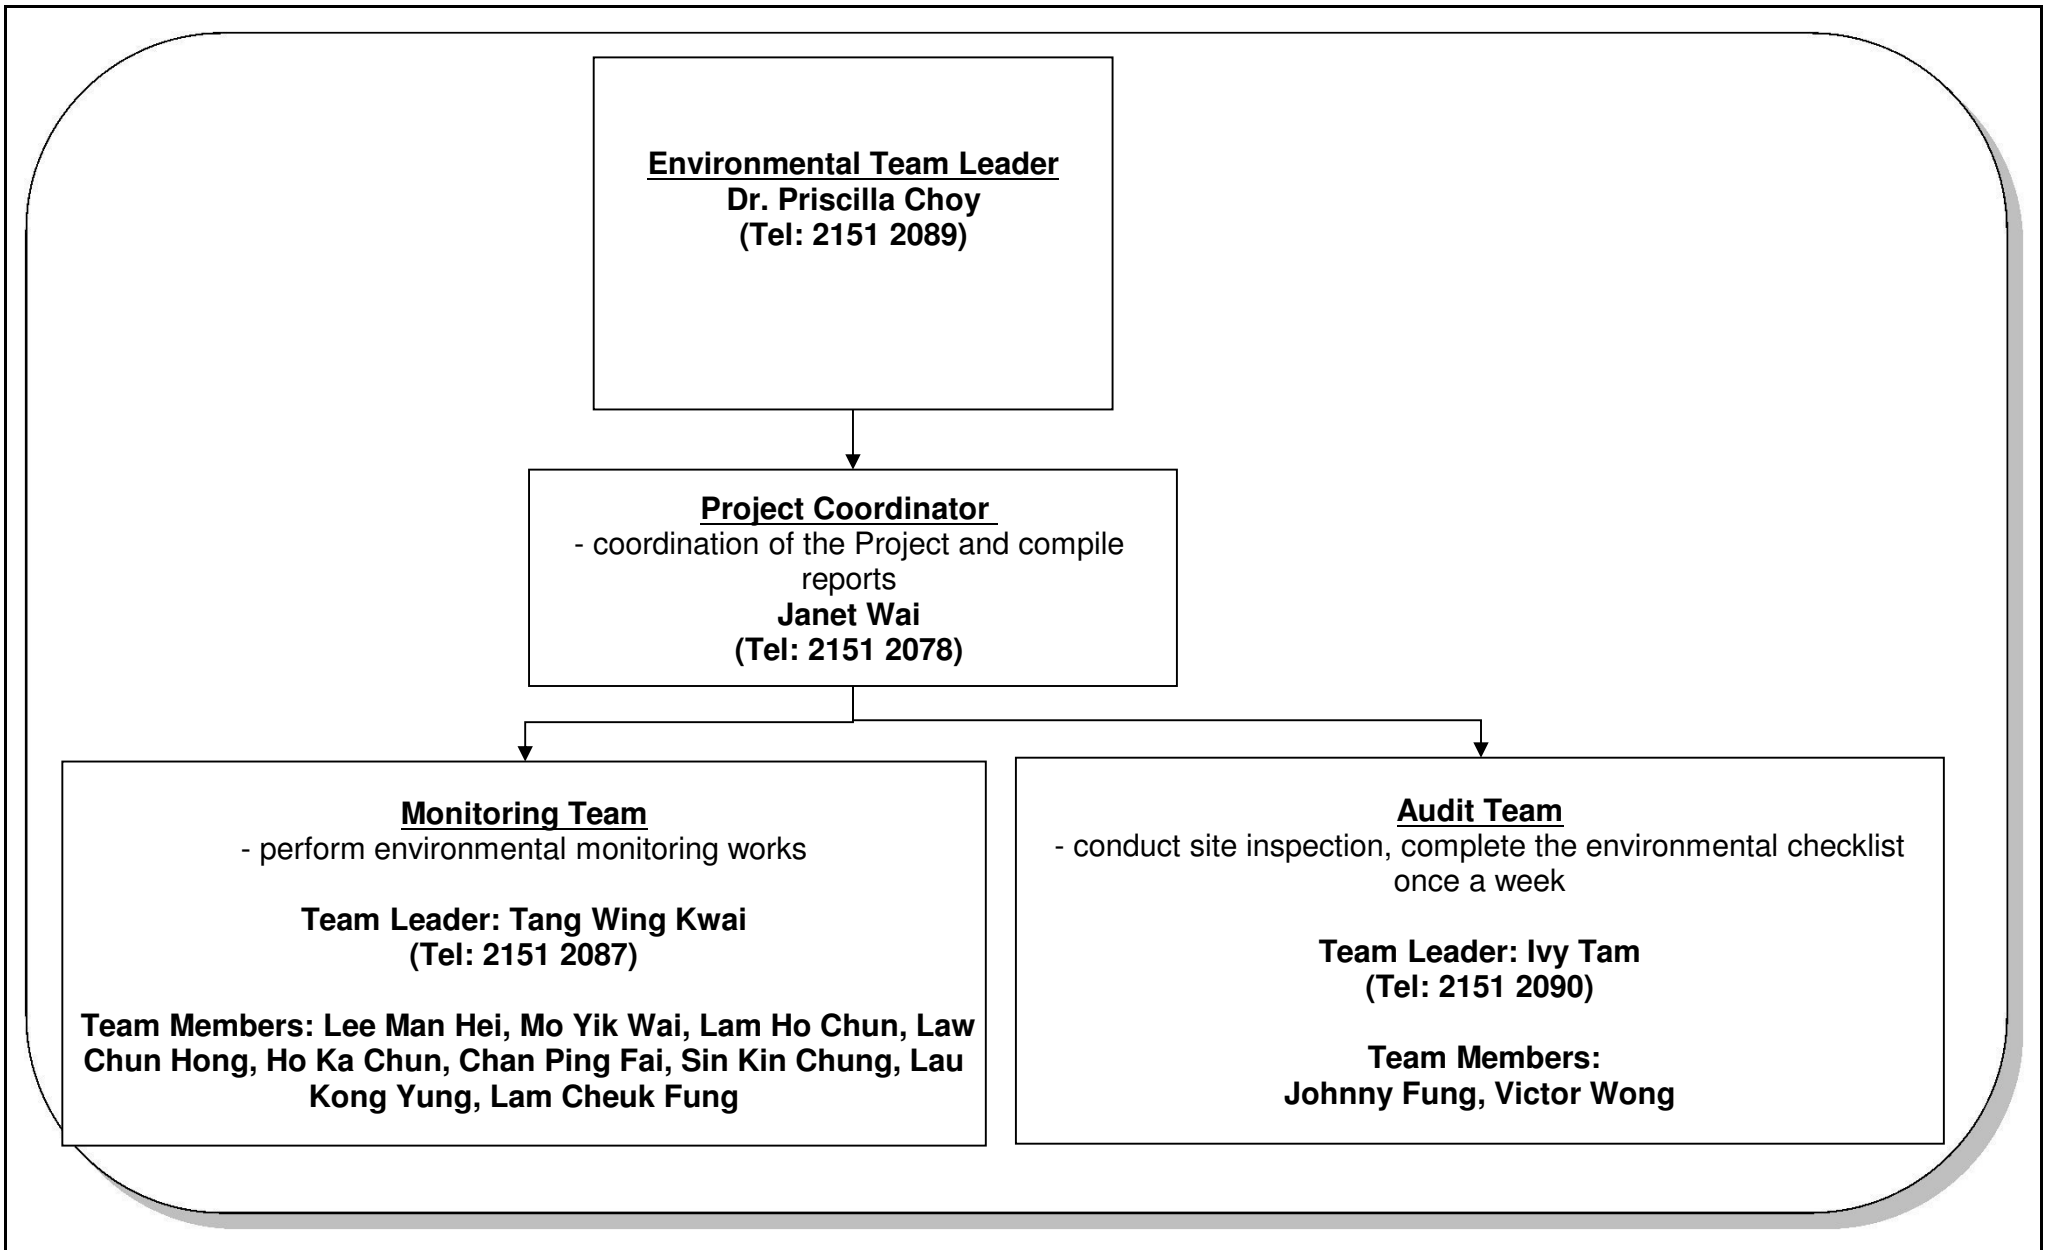 Environmental Team Leader
Dr. Priscilla Choy
(Tel: 2151 2089)
Project Coordinator
- coordination of the Project and compile
reports
Janet Wai
(Tel: 2151 2078)
Monitoring Team
- perform environmental monitoring works
Team Leader: Tang Wing Kwai
(Tel: 2151 2087)
Team Members: Lee Man Hei, Mo Yik Wai, Lam Ho Chun, Law
Chun Hong, Ho Ka Chun, Chan Ping Fai, Sin Kin Chung, Lau
Kong Yung, Lam Cheuk Fung
Audit Team
- conduct site inspection, complete the environmental checklist
once a week
Team Leader: Ivy Tam
(Tel: 2151 2090)
Team Members:
Johnny Fung, Victor Wong